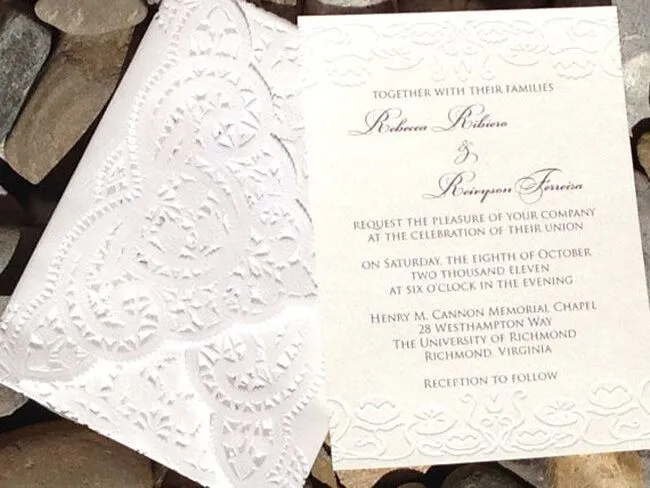 TOGETHER WITH THEIR FAMILIES
Rebecca Ribiero
&
Reivyson Ferreira
REQUEST THE PLEASURE OF YOUR COMPANY
AT THE CELEBRATION OF THEIR UNION
ON SATURDAY, THE EIGHTH OF OCTOBER
TWO THOUSAND ELEVEN
AT SIX O'CLOCK IN THE EVENING
HENRY M. CANNON MEMORIAL CHAPEL
28 WESTHAMPTON WAY
THE UNIVERSITY OF RICHMOND
RICHMOND, VIRGINIA
RECEPTION TO FOLLOW